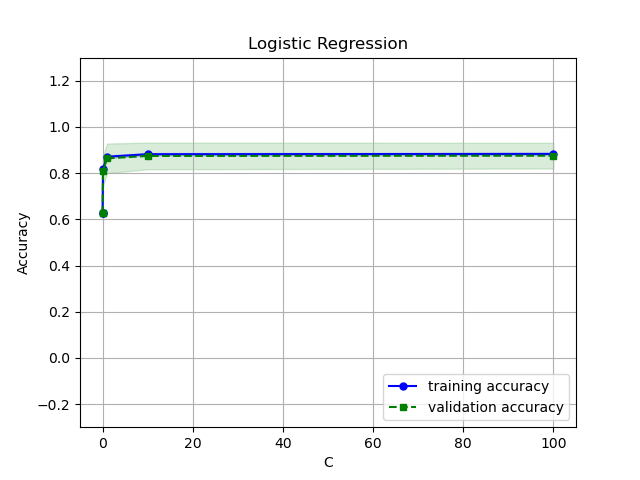 Logistic Regression
1.2
1.0
0.8
0.6
0.4
0.2
0.0
−0.2
Accuracy
training accuracy
validation accuracy
0 20 40 60 80 100
C